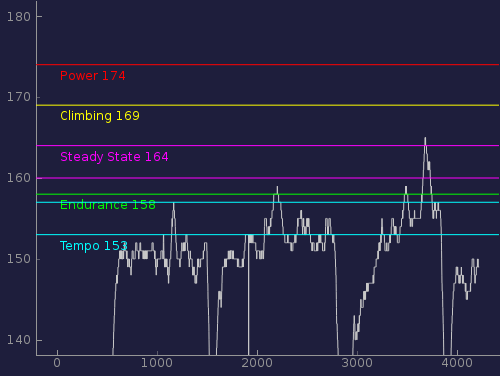 180
Power 174
170
Climbing 169
Steady State 164
160
Endurance 158
Tempo 153
150
140
0 1000 2000 3000 4000